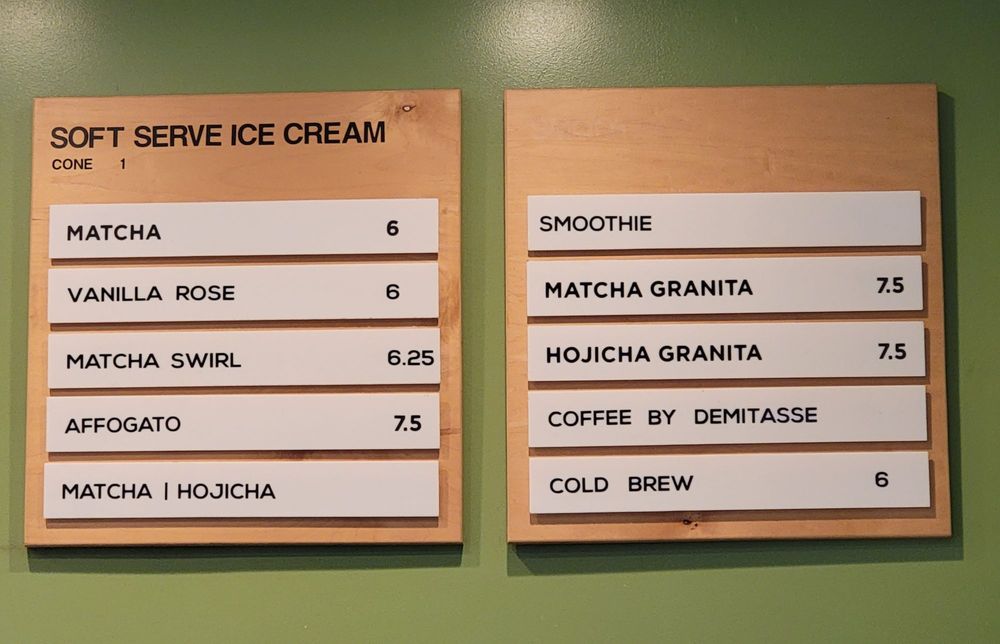 SOFT SERVE ICE CREAM
CONE 1
MATCHA 6
VANILLA ROSE 6
MATCHA SWIRL 6.25
AFFOGATO 7.5
MATCHA | HOJICHA
SMOOTHIE
MATCHA GRANITA 7.5
HOJICHA GRANITA 7.5
COFFEE BY DEMITASSE
COLD BREW 6